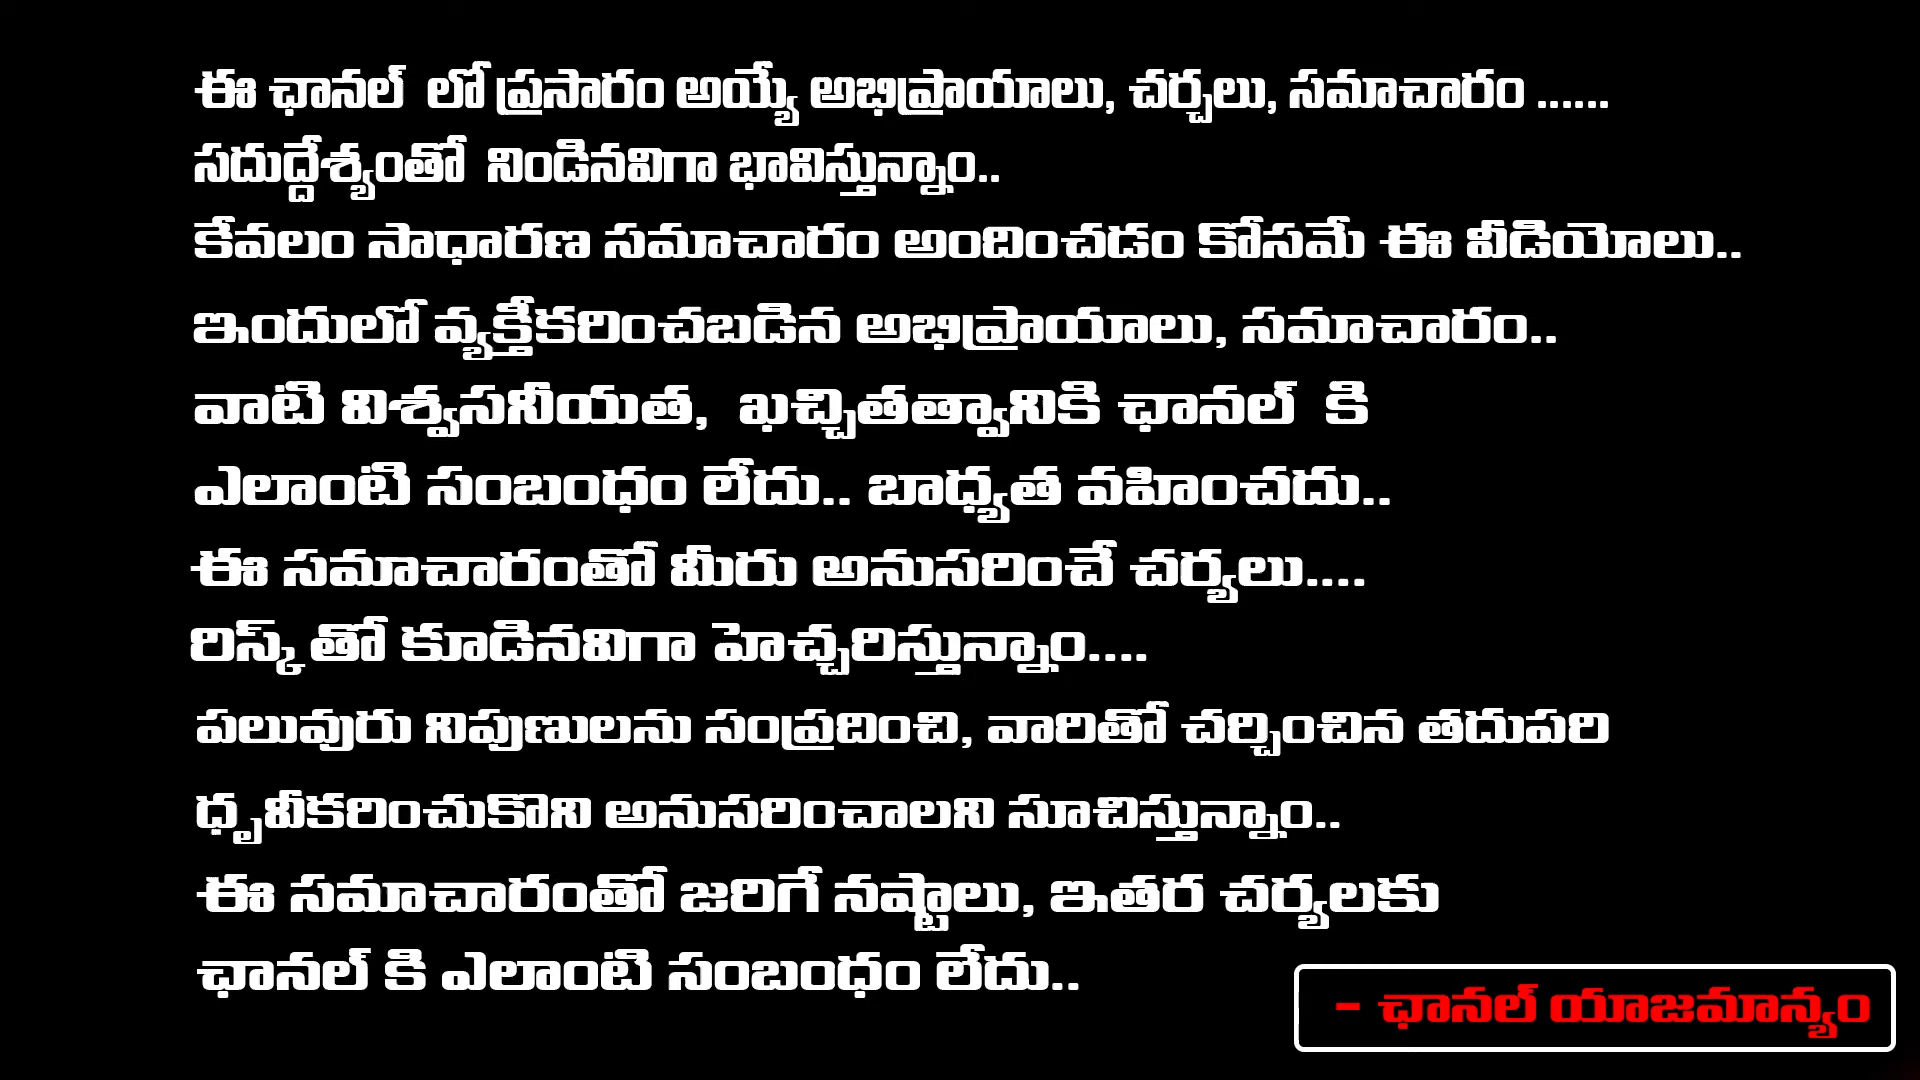 ఈ ఛానల్ లో ప్రసారం అయ్యే అభిప్రాయాలు, చర్చలు, సమాచారం ......
సదుద్దేశ్యంతో నిండినవిగా భావిస్తున్నాం..
కేవలం సాధారణ సమాచారం అందించడం కోసమే ఈ వీడియోలు..
ఇందులో వ్యక్తీకరించబడిన అభిప్రాయాలు, సమాచారం..
వాటి విశ్వసనీయత, ఖచ్చితత్వానికి ఛానల్ కి
ఎలాంటి సంబంధం లేదు.. బాధ్యత వహించదు..
ఈ సమాచారంతో మీరు అనుసరించే చర్యలు....
రిస్క్ తో కూడినవిగా హెచ్చరిస్తున్నాం....
పలువురు నిపుణులను సంప్రదించి, వారితో చర్చించిన తదుపరి
ధృవీకరించుకొని అనుసరించాలని సూచిస్తున్నాం..
ఈ సమాచారంతో జరిగే నష్టాలు, ఇతర చర్యలకు
ఛానల్ కి ఎలాంటి సంబంధం లేదు..
- ఛానల్ యాజమాన్యం